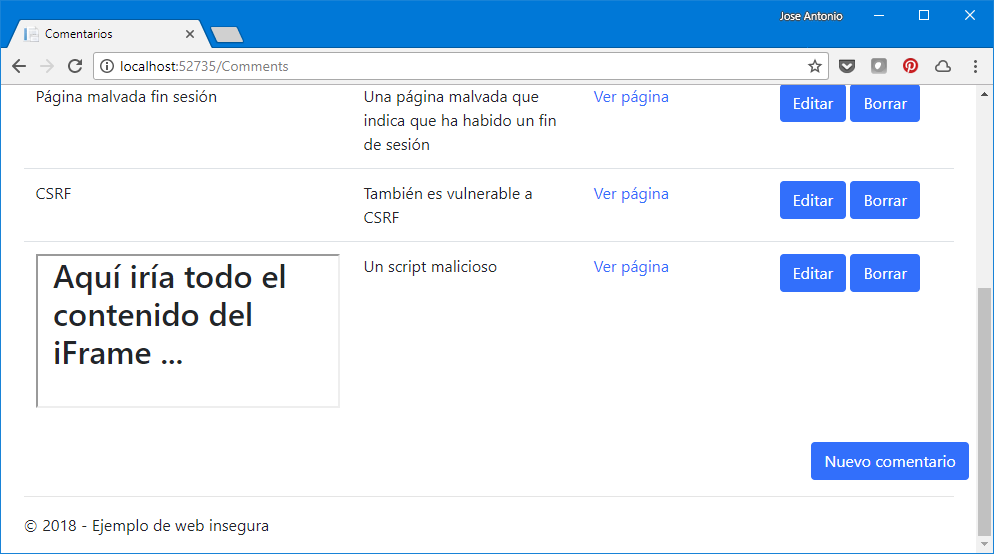 Jose Antonio
Comentarios
localhost:52735/Comments
Página malvada fin sesión
Una página malvada que
indica que ha habido un fin
de sesión
Ver página
Editar
Borrar
CSRF
También es vulnerable a
CSRF
Ver página
Editar
Borrar
Aquí iría todo el
contenido del
iFrame ...
Un script malicioso
Ver página
Editar
Borrar
Nuevo comentario
© 2018 - Ejemplo de web insegura